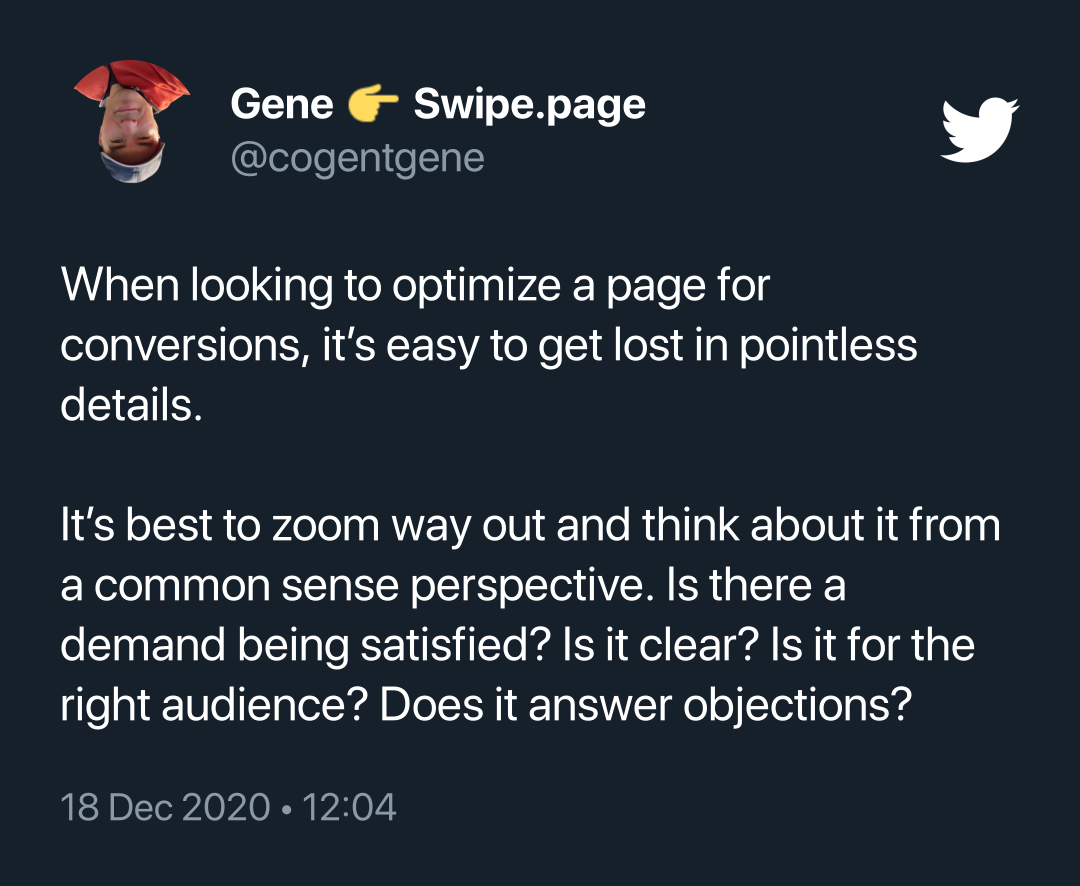 Gene 👉 Swipe.page
@cogentgene
When looking to optimize a page for
conversions, it’s easy to get lost in pointless
details.
It’s best to zoom way out and think about it from
a common sense perspective. Is there a
demand being satisfied? Is it clear? Is it for the
right audience? Does it answer objections?
18 Dec 2020 • 12:04